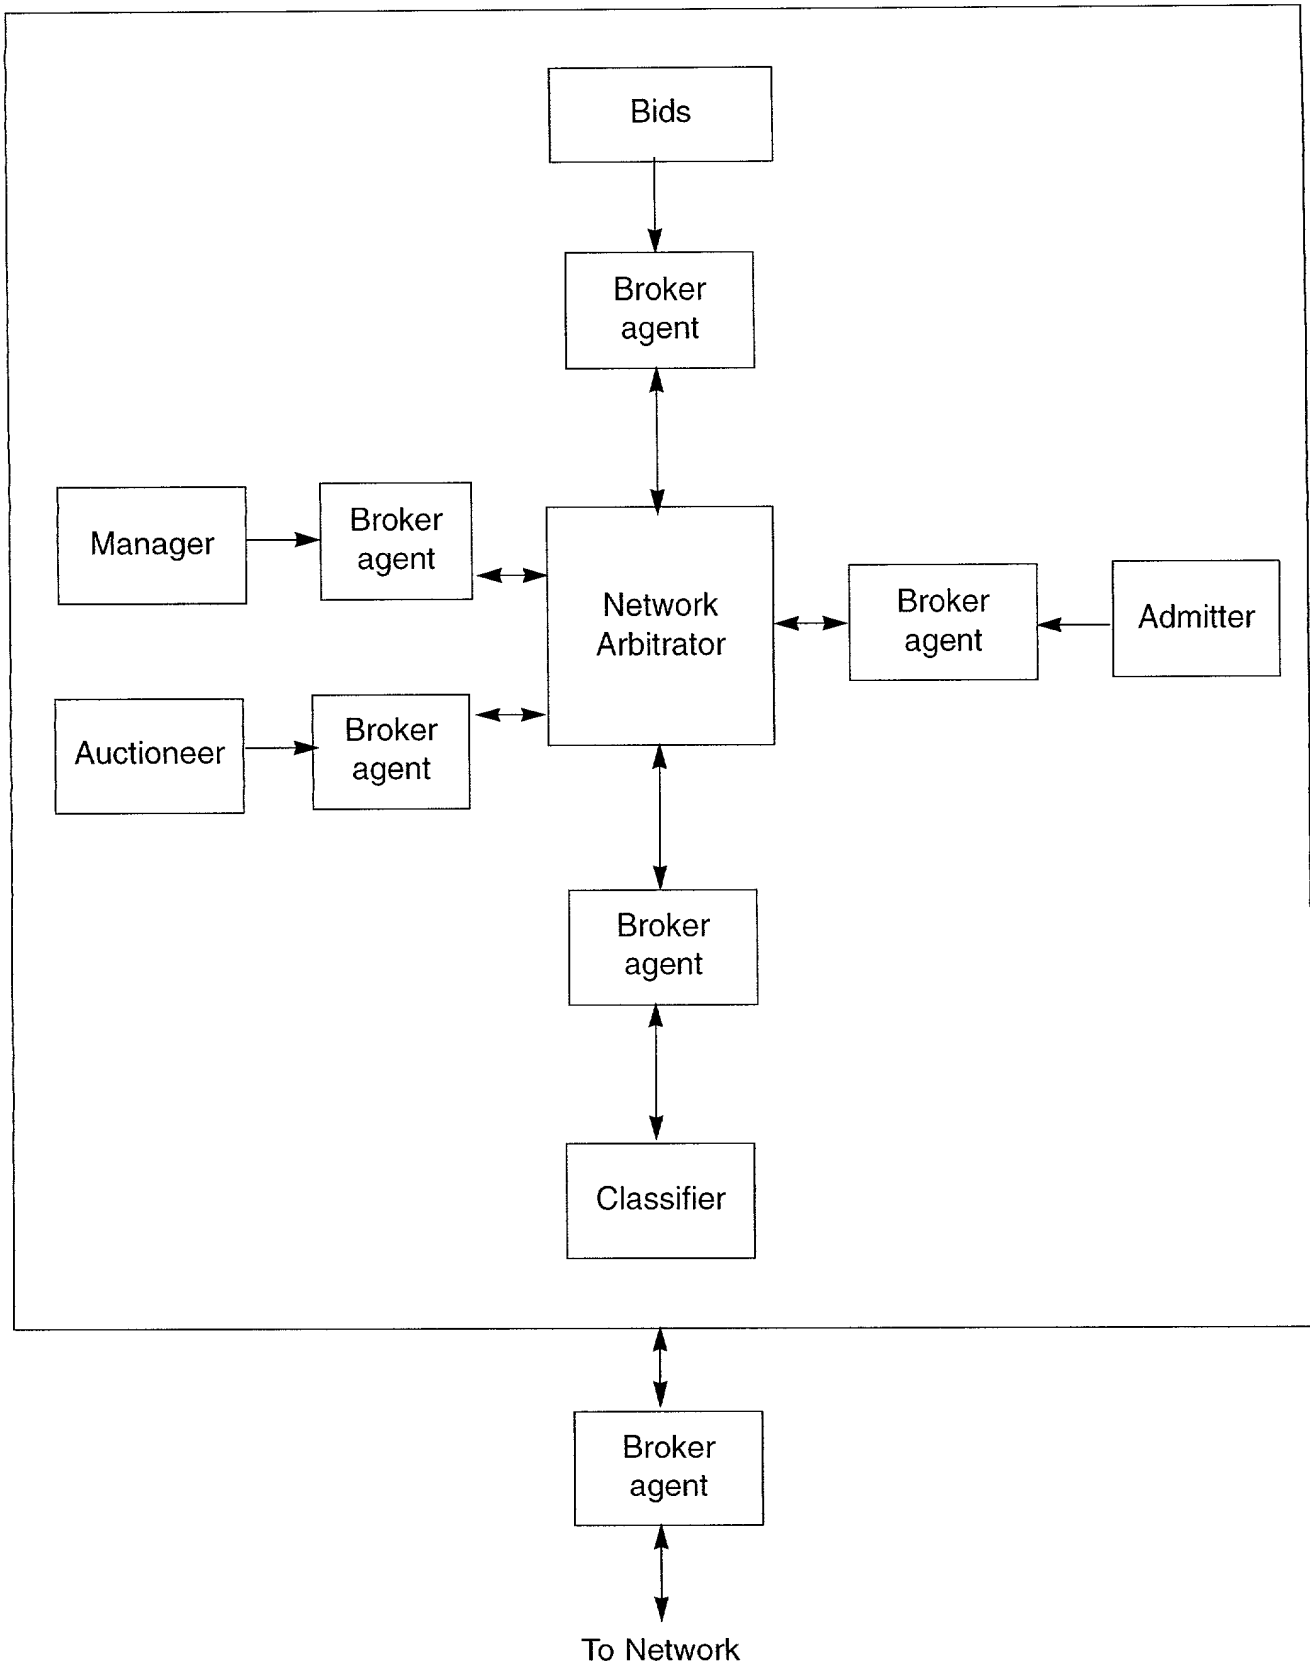 Bids
Broker
agent
Manager
Broker
agent
Network
Arbitrator
Broker
agent
Admitter
Auctioneer
Broker
agent
Broker
agent
Classifier
Broker
agent
To Network